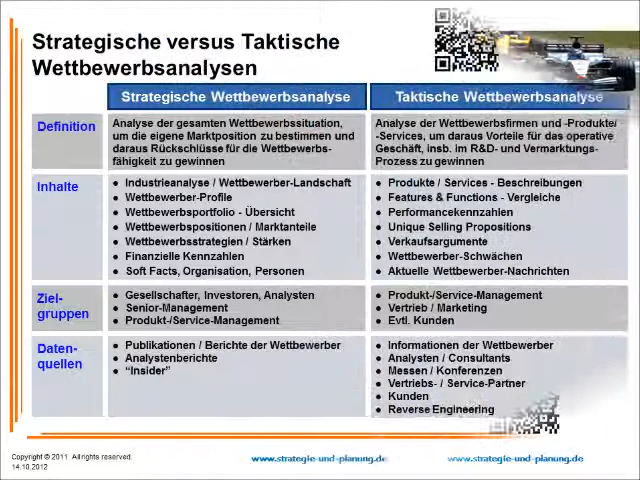 Strategische versus Taktische
Wettbewerbsanalysen
Strategische Wettbewerbsanalyse
Taktische Wettbewerbsanalyse
Definition
Analyse der gesamten Wettbewerbssituation,
um die eigene Marktposition zu bestimmen und
daraus Rückschlüsse für die Wettbewerbs-
fähigkeit zu gewinnen
Analyse der Wettbewerbsfirmen und -Produkte/
-Services, um daraus Vorteile für das operative
Geschäft, insb. im R&D- und Vermarktungs-
Prozess zu gewinnen
Inhalte
● Industrieanalyse / Wettbewerber-Landschaft
● Wettbewerber-Profile
● Wettbewerbsportfolio - Übersicht
● Wettbewerbspositionen / Marktanteile
● Wettbewerbsstrategien / Stärken
● Finanzielle Kennzahlen
● Soft Facts, Organisation, Personen
● Produkte / Services - Beschreibungen
● Features & Functions - Vergleiche
● Performancekennzahlen
● Unique Selling Propositions
● Verkaufsargumente
● Wettbewerber-Schwächen
● Aktuelle Wettbewerber-Nachrichten
Ziel-
gruppen
● Gesellschafter, Investoren, Analysten
● Senior-Management
● Produkt-/Service-Management
● Produkt-/Service-Management
● Vertrieb / Marketing
● Evtl. Kunden
Daten-
quellen
● Publikationen / Berichte der Wettbewerber
● Analystenberichte
● “Insider”
● Informationen der Wettbewerber
● Analysten / Consultants
● Messen / Konferenzen
● Vertriebs- / Service-Partner
● Kunden
● Reverse Engineering
Copyright © 2011 All rights reserved.
14.10.2012
www.strategie-und-planung.de
www.strategie-und-planung.de